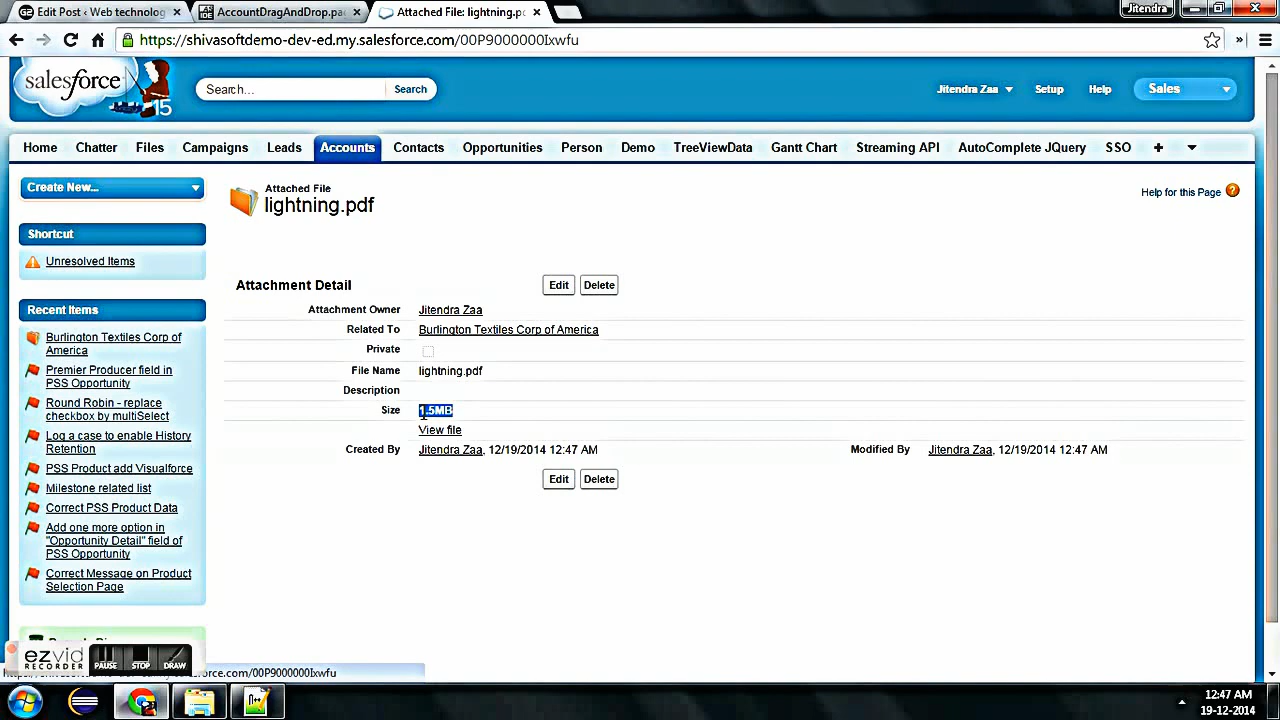 Edit Post ‹ Web technolog
AccountDragAndDrop.pa
Attached File: lightning.p
Jitendra
https://shivasoftdemo-dev-ed.my.salesforce.com/00P9000000Ixwfu
salesforce
15
Search...
Search
Jitendra Zaa
Setup
Help
Sales
Home
Chatter
Files
Campaigns
Leads
Accounts
Contacts
Opportunities
Person
Demo
TreeViewData
Gantt Chart
Streaming API
AutoComplete JQuery
SSO
+
Create New...
Shortcut
Unresolved Items
Recent Items
Burlington Textiles Corp of
America
Premier Producer field in
PSS Opportunity
Round Robin - replace
checkbox by multiSelect
Log a case to enable History
Retention
PSS Product add Visualforce
Milestone related list
Correct PSS Product Data
Add one more option in
"Opportunity Detail" field of
PSS Opportunity
Correct Message on Product
Selection Page
Attached File
lightning.pdf
Help for this Page
Attachment Detail
Edit
Delete
Attachment Owner
Jitendra Zaa
Related To
Burlington Textiles Corp of America
Private
File Name
lightning.pdf
Description
Size
1.5MB
View file
Created By
Jitendra Zaa, 12/19/2014 12:47 AM
Modified By
Jitendra Zaa, 12/19/2014 12:47 AM
Edit
Delete
ezvid
RECORDER
PAUSE
STOP
DRAW
12:47 AM
19-12-2014